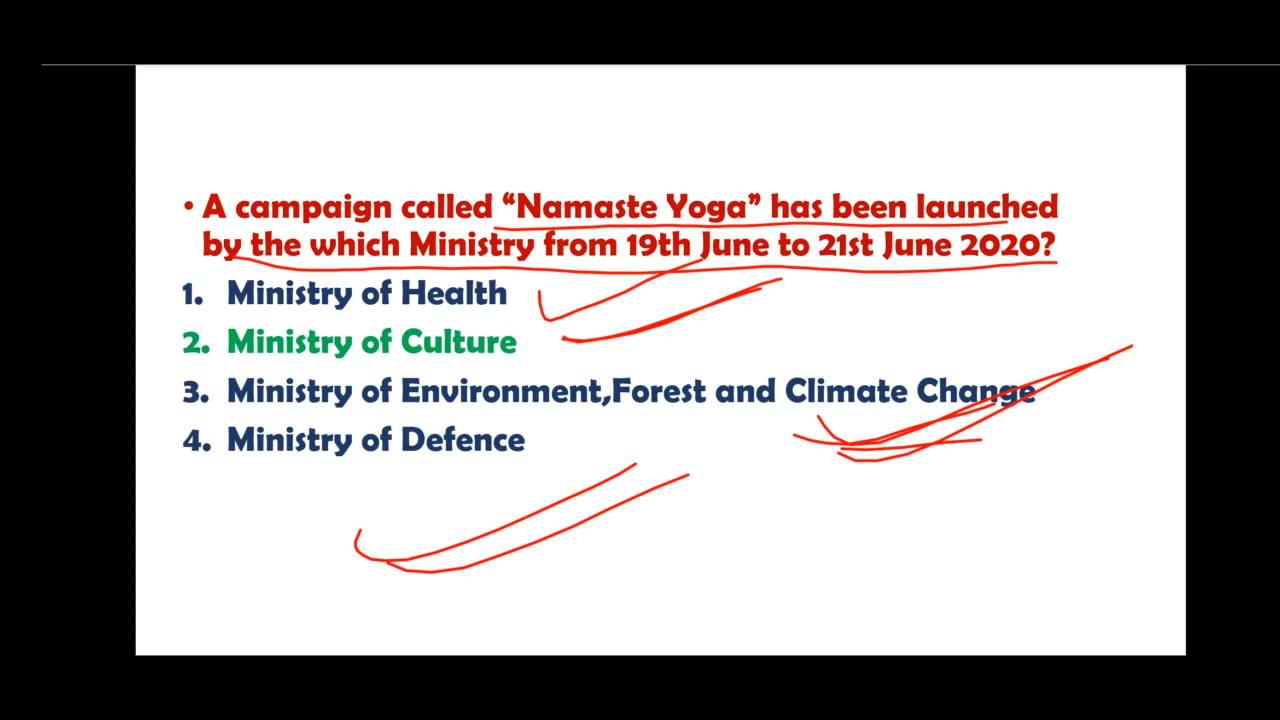 • A campaign called “Namaste Yoga” has been launched
by the which Ministry from 19th June to 21st June 2020?
1. Ministry of Health
2. Ministry of Culture
3. Ministry of Environment,Forest and Climate Change
4. Ministry of Defence